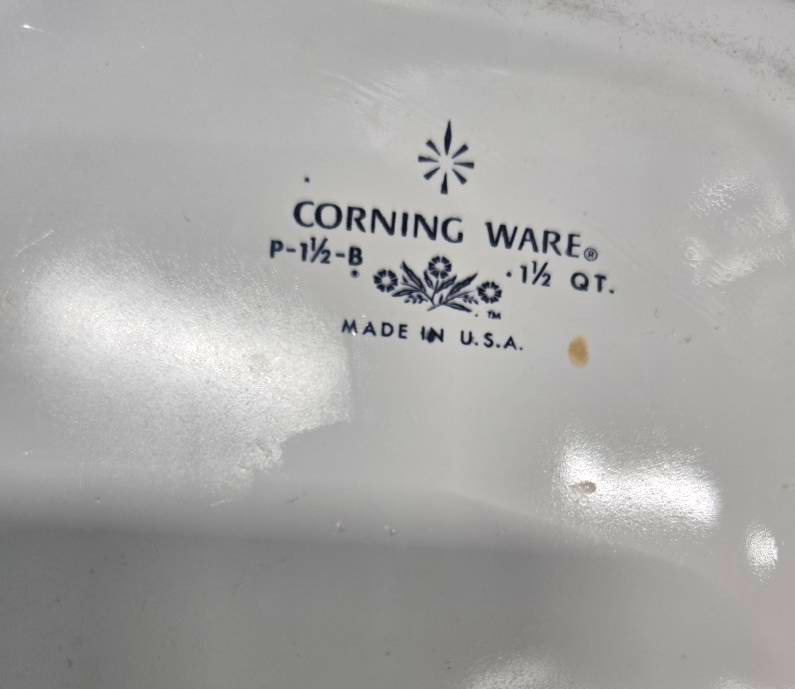 CORNING WARE®
P-1½-B · 1½ QT.
™
MADE IN U.S.A.